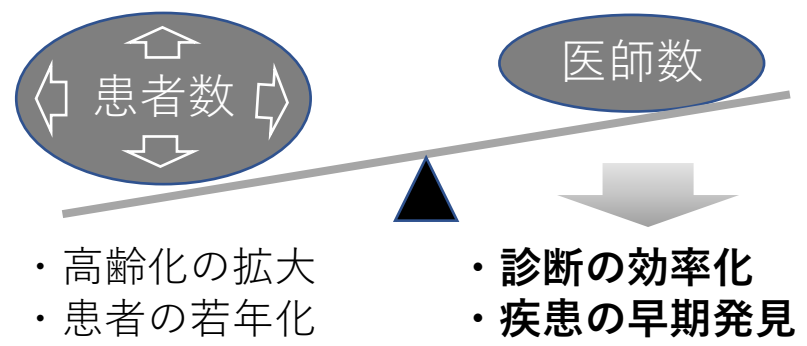 患者数
医師数
・高齢化の拡大
・患者の若年化
・診断の効率化
・疾患の早期発見